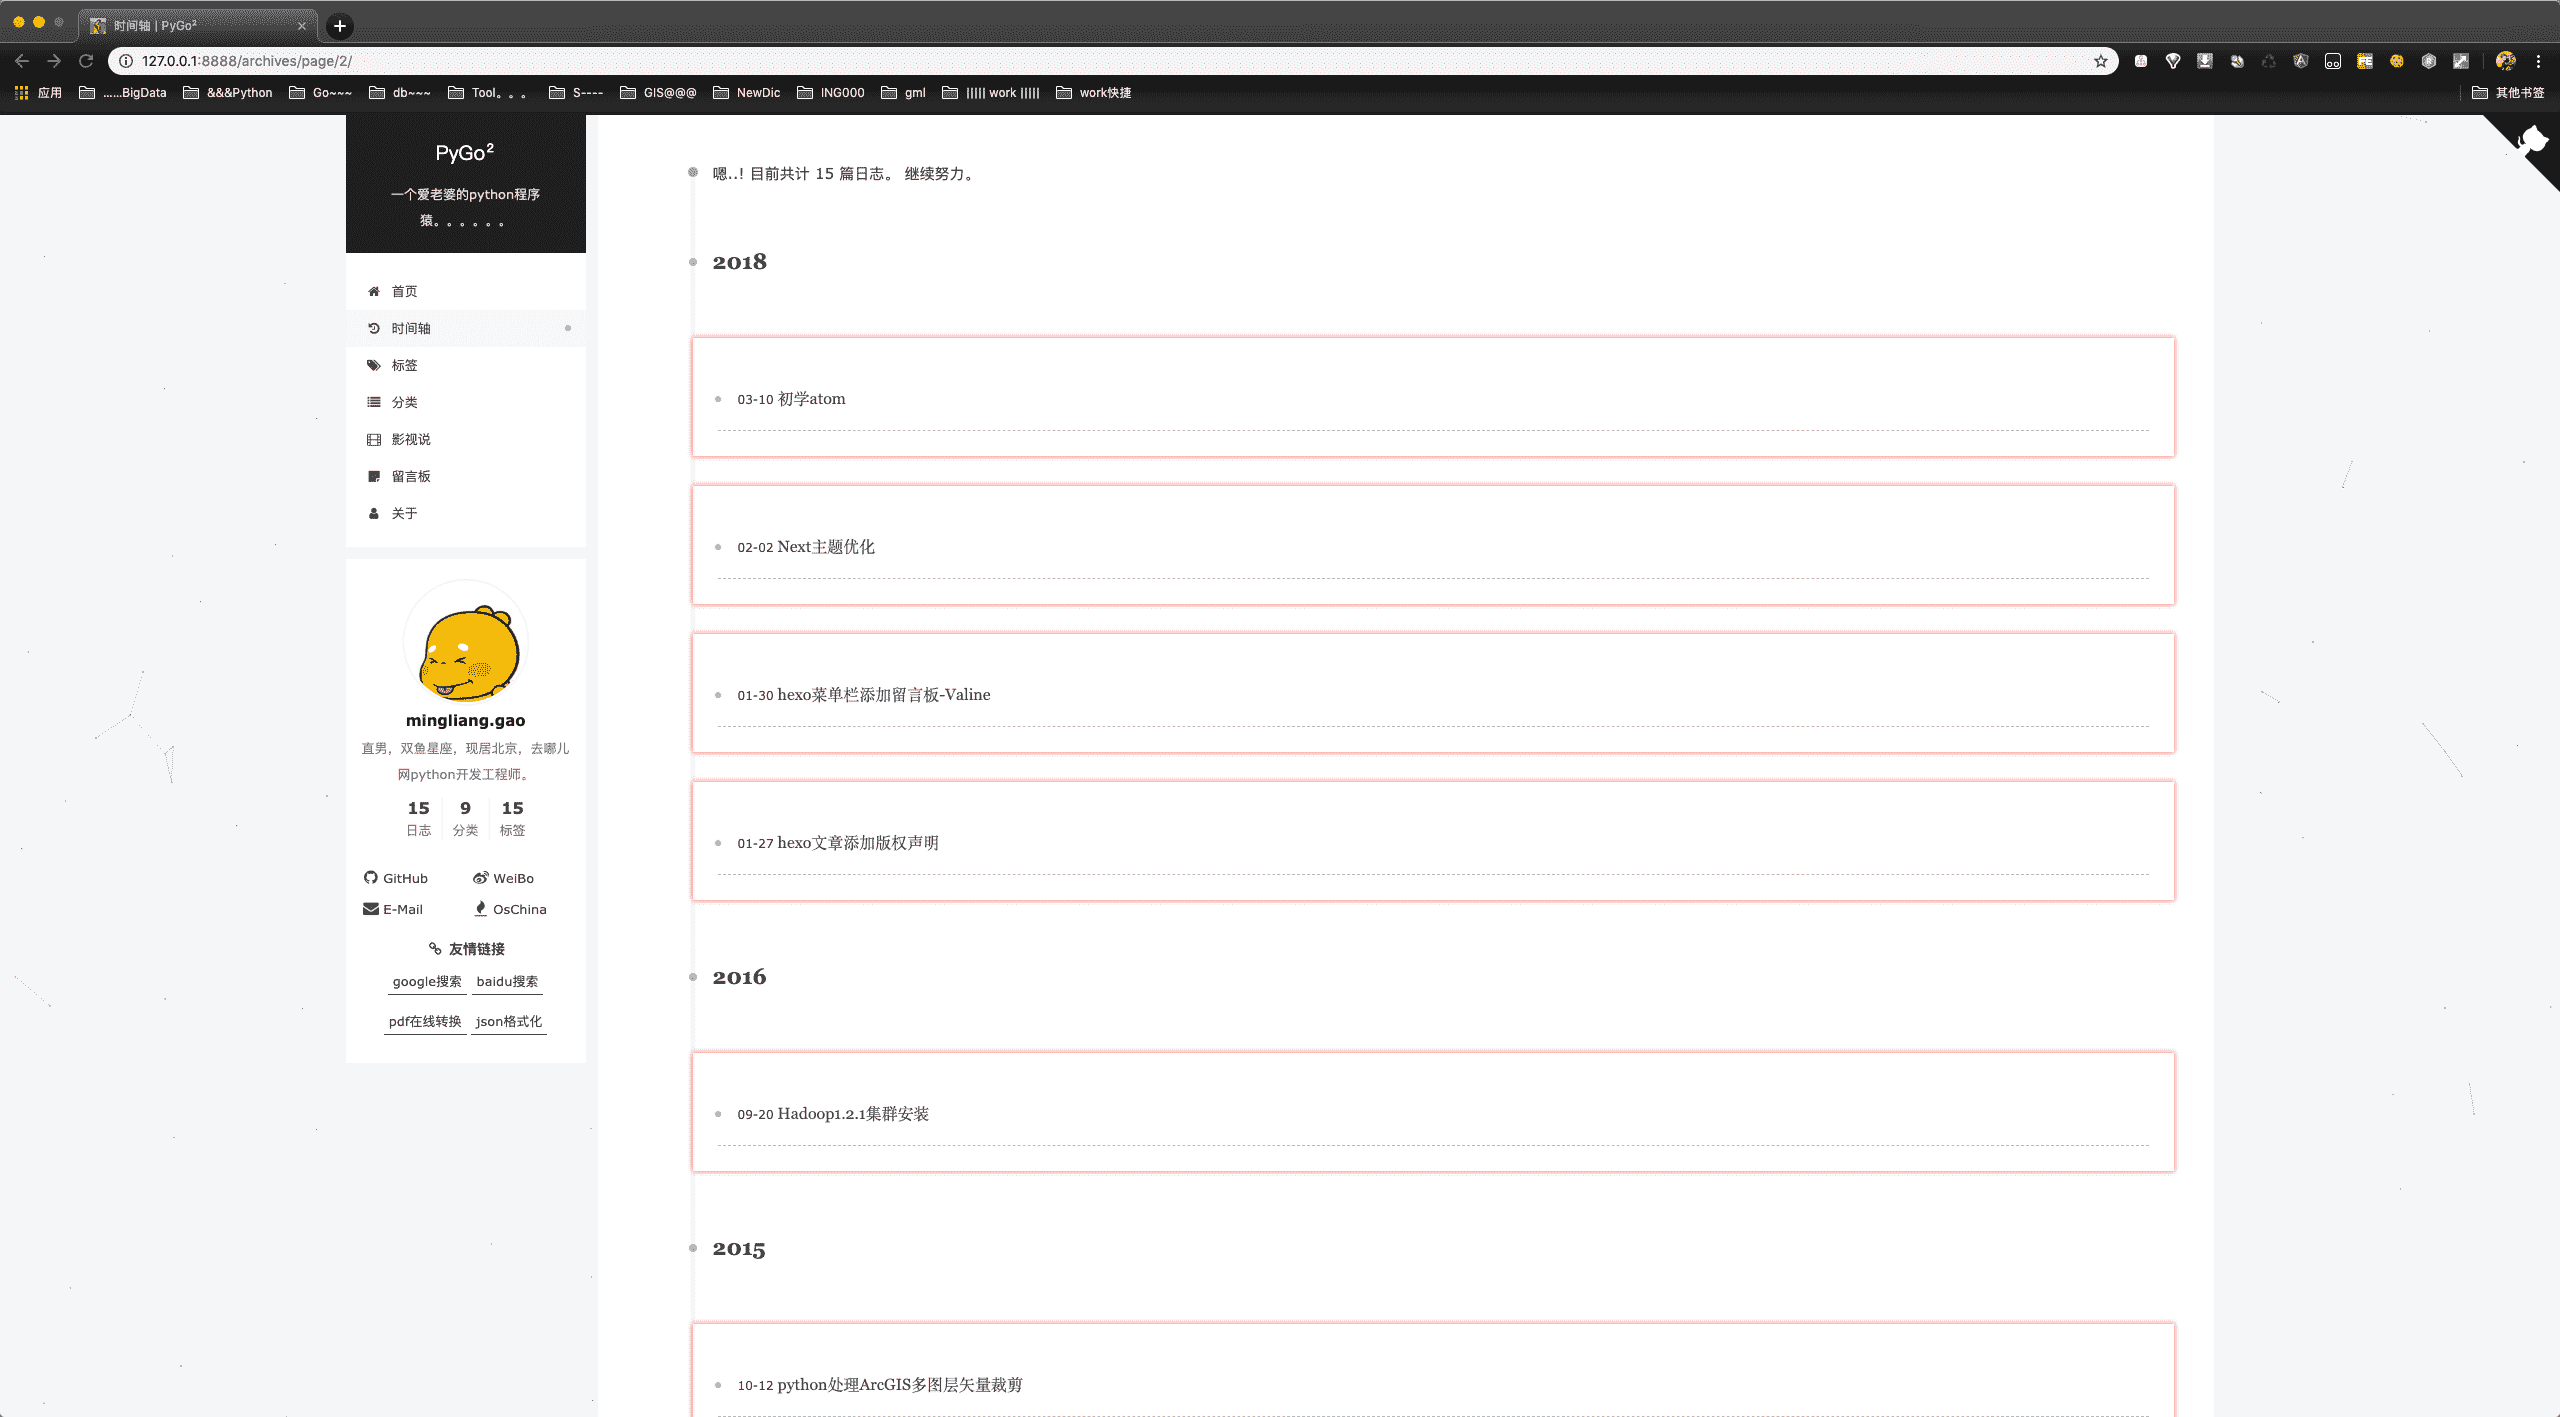 时间轴 | PyGo²
127.0.0.1:8888/archives/page/2/
应用 ......BigData &&&Python Go~~~ db~~~ Tool。。。 S---- GIS@@@ NewDic ING000 gml ||||| work ||||| work快捷 其他书签
PyGo²
一个爱老婆的python程序
猿。。。。。。
首页
时间轴
标签
分类
影视说
留言板
关于
mingliang.gao
直男，双鱼星座，现居北京，去哪儿
网python开发工程师。
15 9 15
日志 分类 标签
GitHub WeiBo
E-Mail OsChina
友情链接
google搜索 baidu搜索
pdf在线转换 json格式化
嗯..! 目前共计 15 篇日志。 继续努力。
2018
03-10 初学atom
02-02 Next主题优化
01-30 hexo菜单栏添加留言板-Valine
01-27 hexo文章添加版权声明
2016
09-20 Hadoop1.2.1集群安装
2015
10-12 python处理ArcGIS多图层矢量裁剪